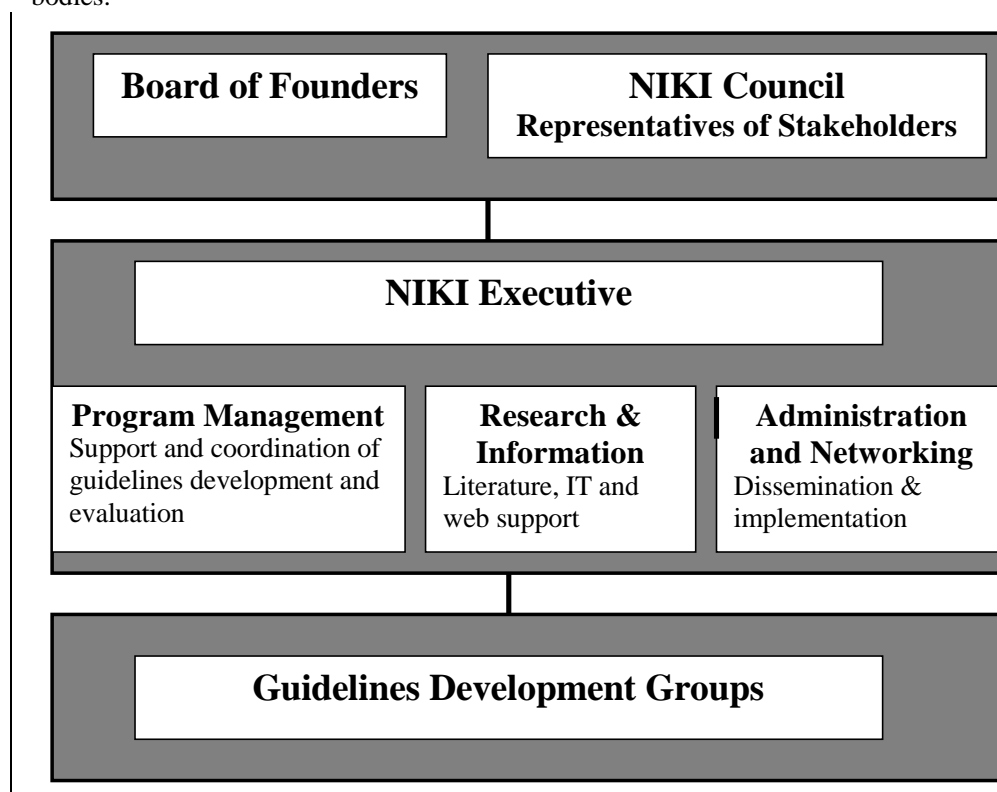 bodies:
Board of Founders
NIKI Council
Representatives of Stakeholders
NIKI Executive
Program Management
Support and coordination of
guidelines development and
evaluation
Research &
Information
Literature, IT and
web support
Administration
and Networking
Dissemination &
implementation
Guidelines Development Groups